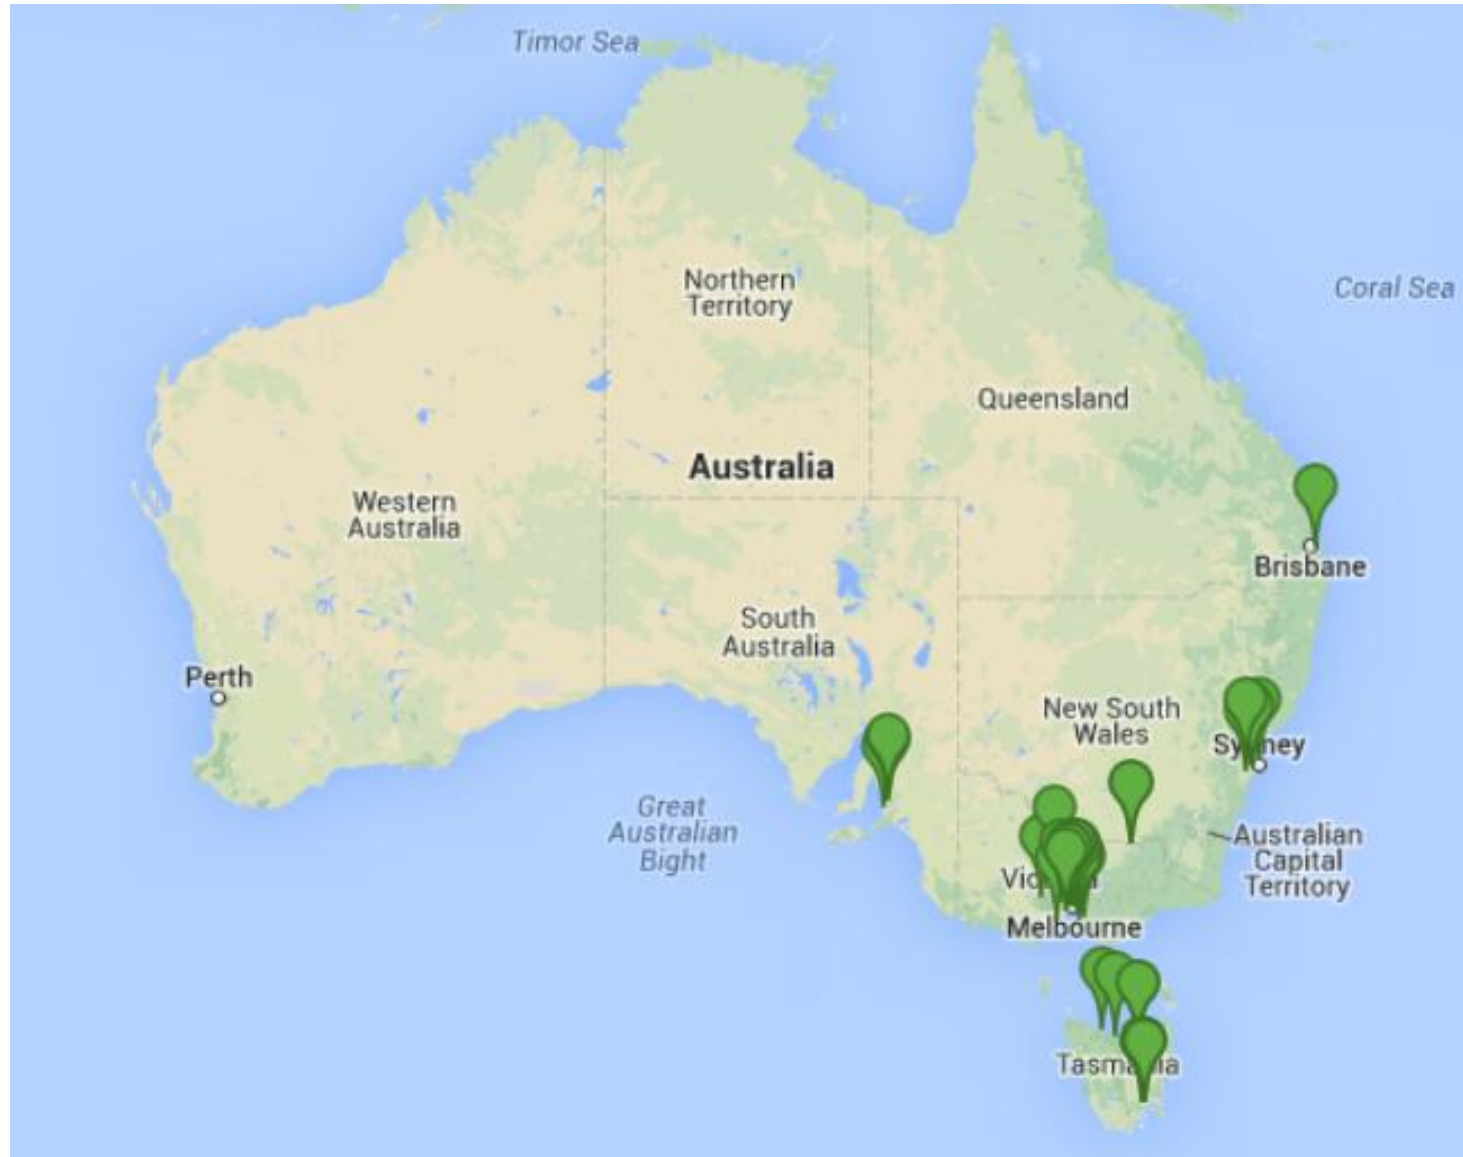 Timor Sea
Coral Sea
Northern
Territory
Queensland
Australia
Western
Australia
Brisbane
South
Australia
Perth
New South
Wales
Great
Australian
Bight
Australian
Capital
Territory
Melbourne